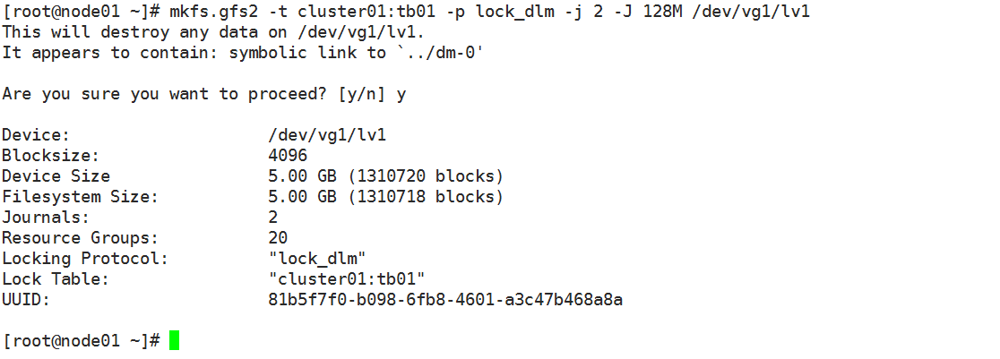 [root@node01 ~]# mkfs.gfs2 -t cluster01:tb01 -p lock_dlm -j 2 -J 128M /dev/vg1/lv1
This will destroy any data on /dev/vg1/lv1.
It appears to contain: symbolic link to `../dm-0'
Are you sure you want to proceed? [y/n] y
Device: /dev/vg1/lv1
Blocksize: 4096
Device Size 5.00 GB (1310720 blocks)
Filesystem Size: 5.00 GB (1310718 blocks)
Journals: 2
Resource Groups: 20
Locking Protocol: "lock_dlm"
Lock Table: "cluster01:tb01"
UUID: 81b5f7f0-b098-6fb8-4601-a3c47b468a8a
[root@node01 ~]#